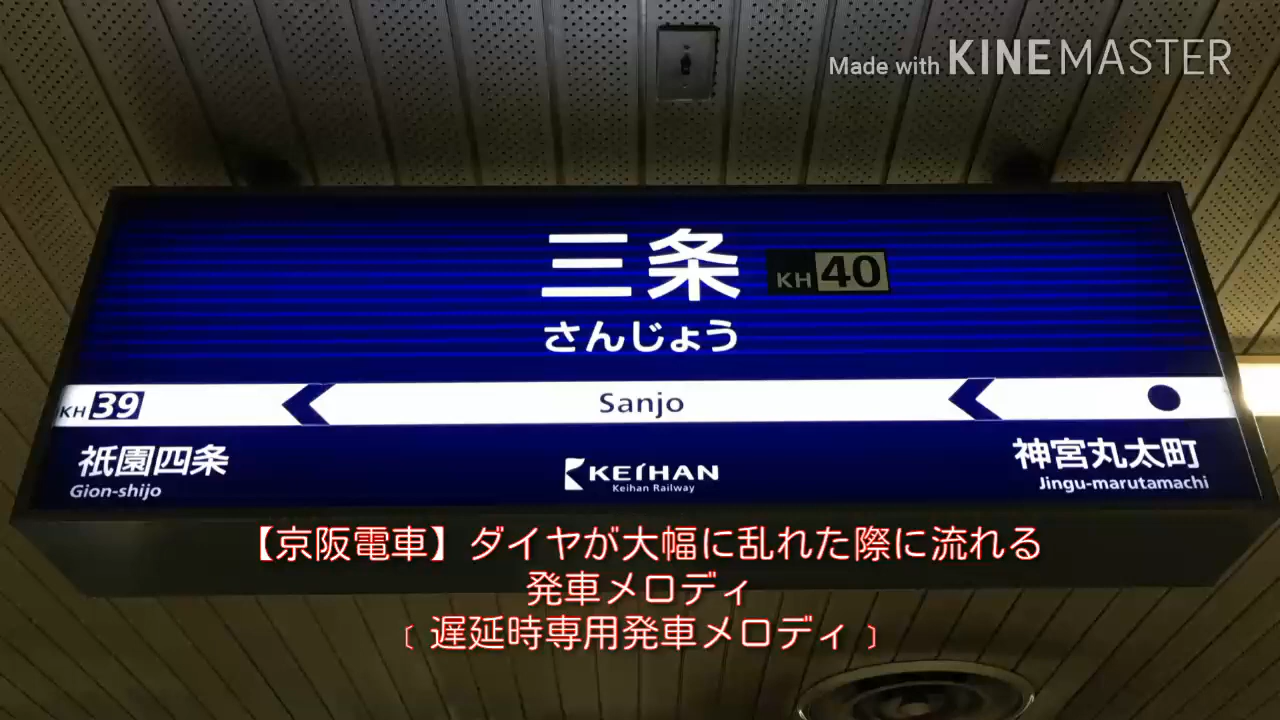 Made with KINEMASTER
三条 KH 40
さんじょう
KH 39
Sanjo
祇園四条
Gion-shijo
KEIHAN
Keihan Railway
神宮丸太町
Jingu-marutamachi
【京阪電車】ダイヤが大幅に乱れた際に流れる
発車メロディ
〔 遅延時専用発車メロディ 〕